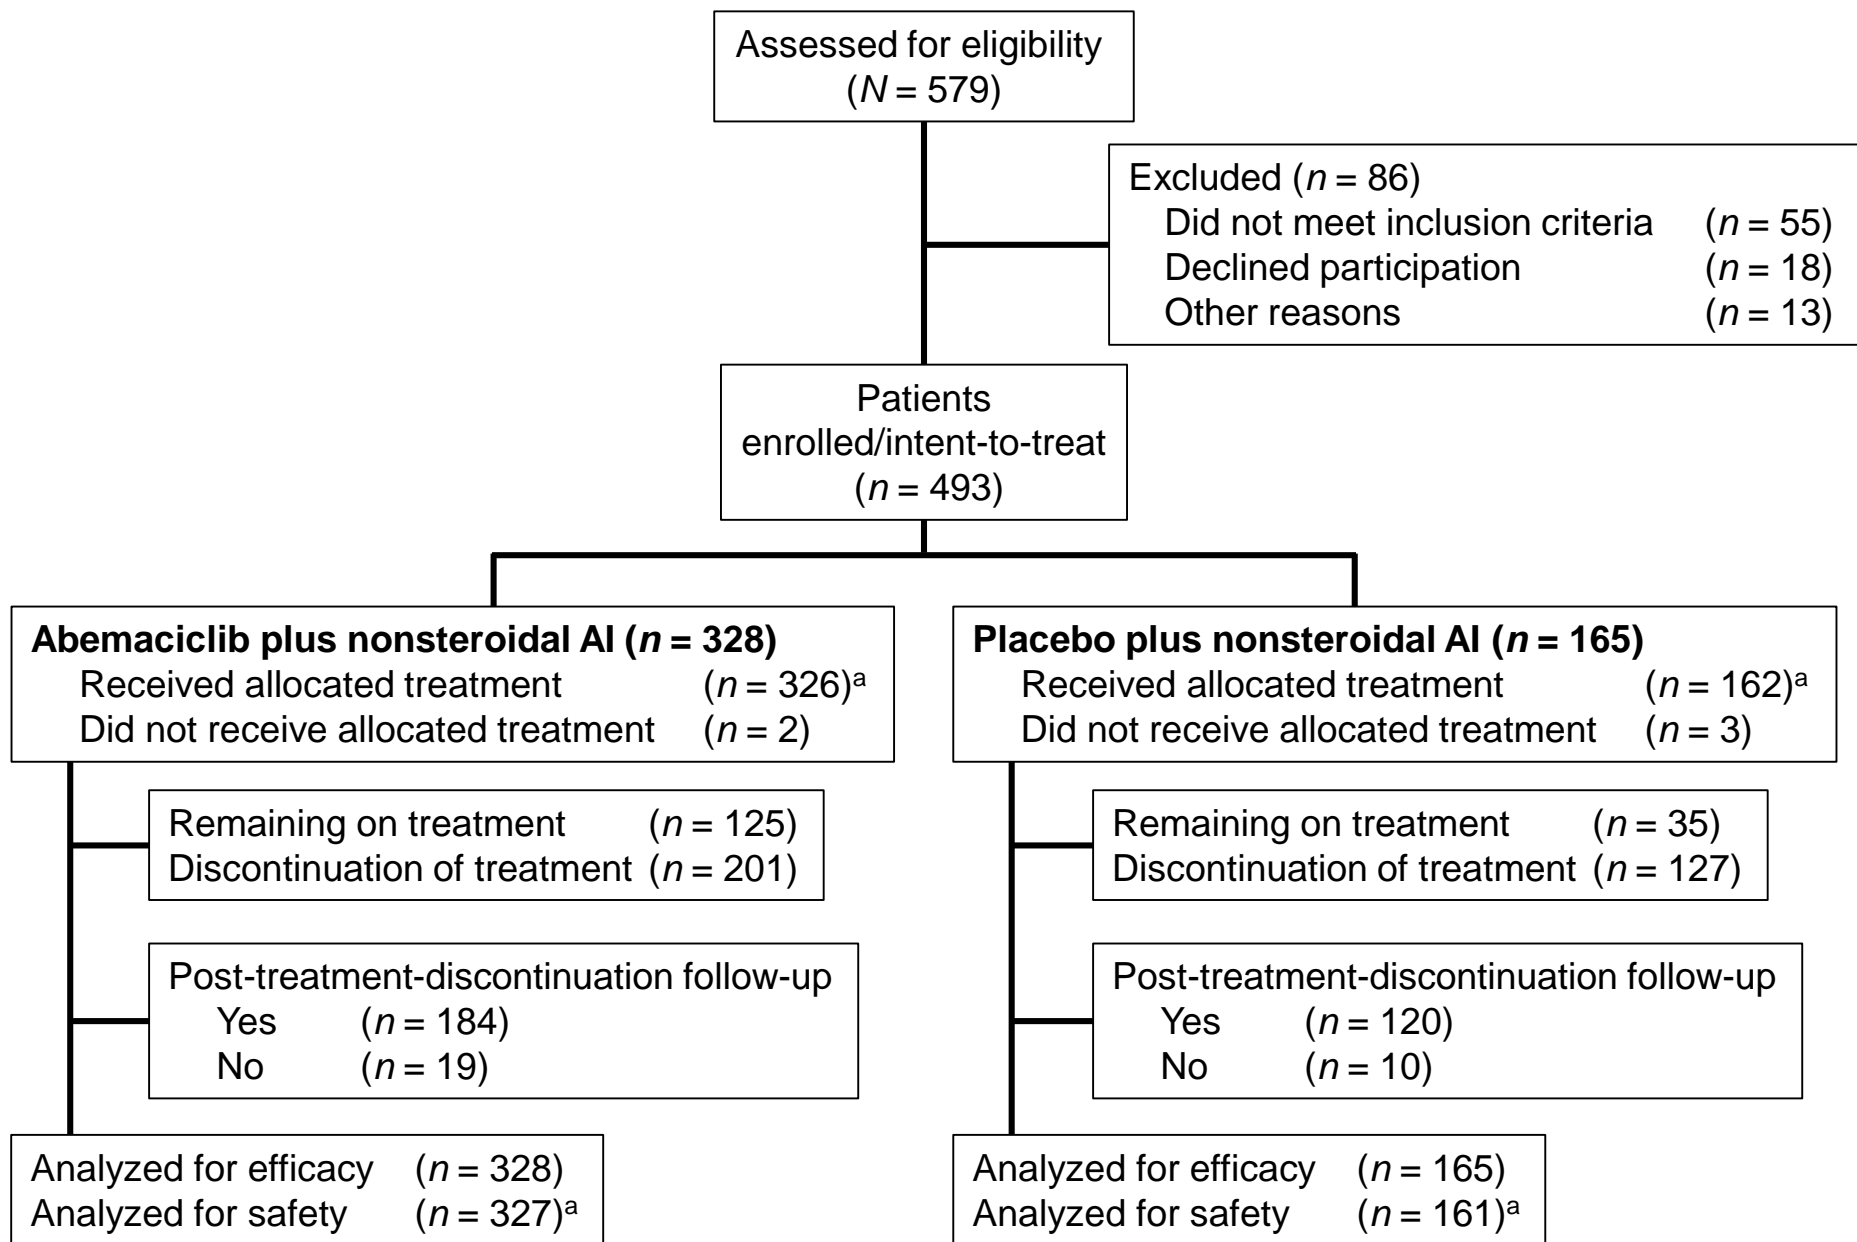 Assessed for eligibility
(N = 579)
Excluded (n = 86)
Did not meet inclusion criteria (n = 55)
Declined participation (n = 18)
Other reasons (n = 13)
Patients
enrolled/intent-to-treat
(n = 493)
Abemaciclib plus nonsteroidal AI (n = 328)
Received allocated treatment (n = 326)ᵃ
Did not receive allocated treatment (n = 2)
Remaining on treatment (n = 125)
Discontinuation of treatment (n = 201)
Post-treatment-discontinuation follow-up
Yes (n = 184)
No (n = 19)
Analyzed for efficacy (n = 328)
Analyzed for safety (n = 327)ᵃ
Placebo plus nonsteroidal AI (n = 165)
Received allocated treatment (n = 162)ᵃ
Did not receive allocated treatment (n = 3)
Remaining on treatment (n = 35)
Discontinuation of treatment (n = 127)
Post-treatment-discontinuation follow-up
Yes (n = 120)
No (n = 10)
Analyzed for efficacy (n = 165)
Analyzed for safety (n = 161)ᵃ